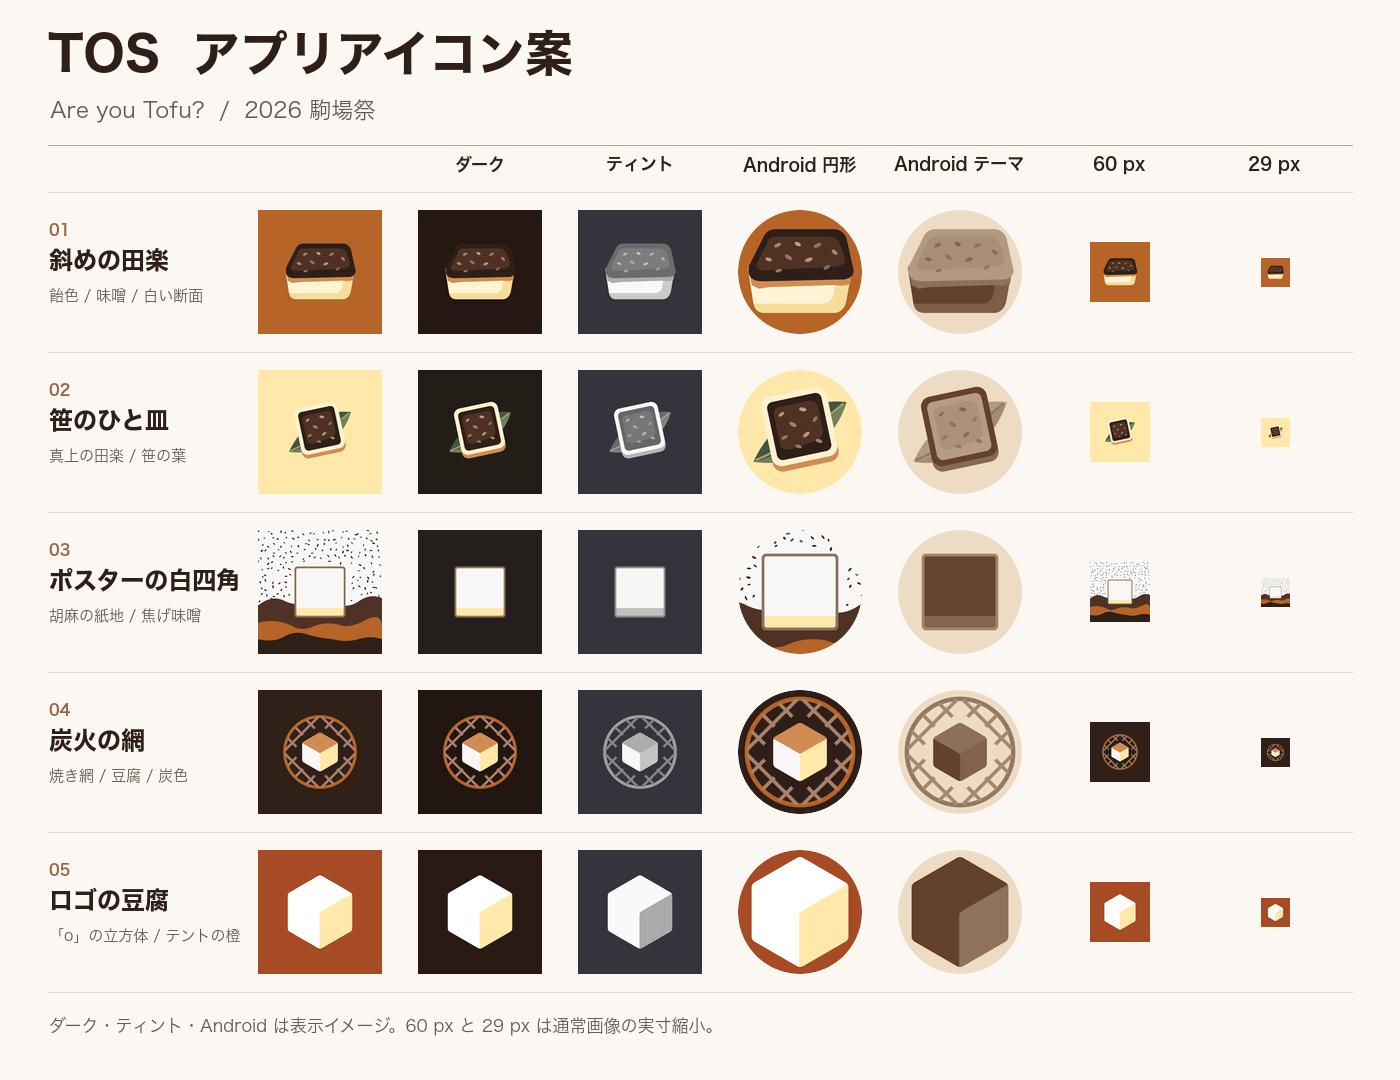 TOS アプリアイコン案
Are you Tofu? / 2026 駒場祭
ダーク ティント Android 円形 Android テーマ 60 px 29 px
01
斜めの田楽
飴色 / 味噌 / 白い断面
02
笹のひと皿
真上の田楽 / 笹の葉
03
ポスターの白四角
胡麻の紙地 / 焦げ味噌
04
炭火の網
焼き網 / 豆腐 / 炭色
05
ロゴの豆腐
「o」の立方体 / テントの橙
ダーク・ティント・Android は表示イメージ。60 px と 29 px は通常画像の実寸縮小。